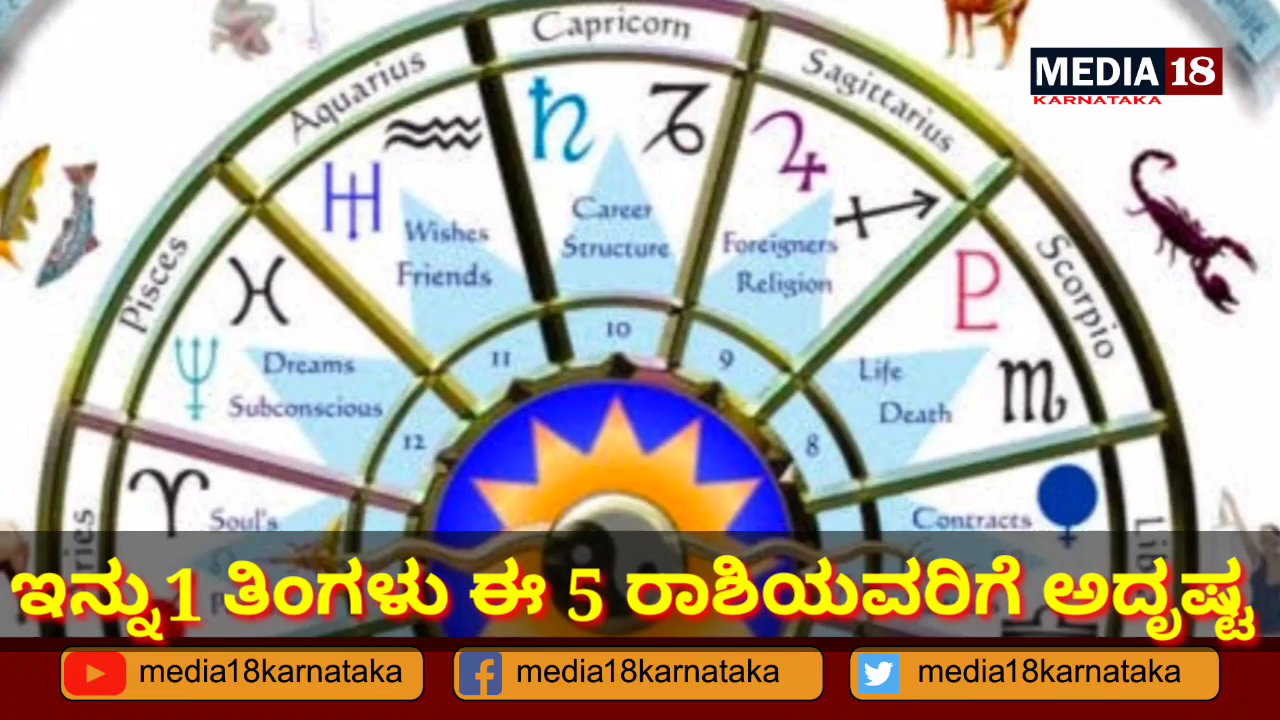 Capricorn
Aquarius
Sagittarius
MEDIA 18
KARNATAKA
Pisces
Scorpio
Wishes
Friends
Career
Structure
Foreigners
Religion
10
11
9
Dreams
Subconscious
Life
Death
12
8
Soul's
Contracts
ಇನ್ನು1 ತಿಂಗಳು ಈ 5 ರಾಶಿಯವರಿಗೆ ಅದೃಷ್ಟ
media18karnataka
media18karnataka
media18karnataka